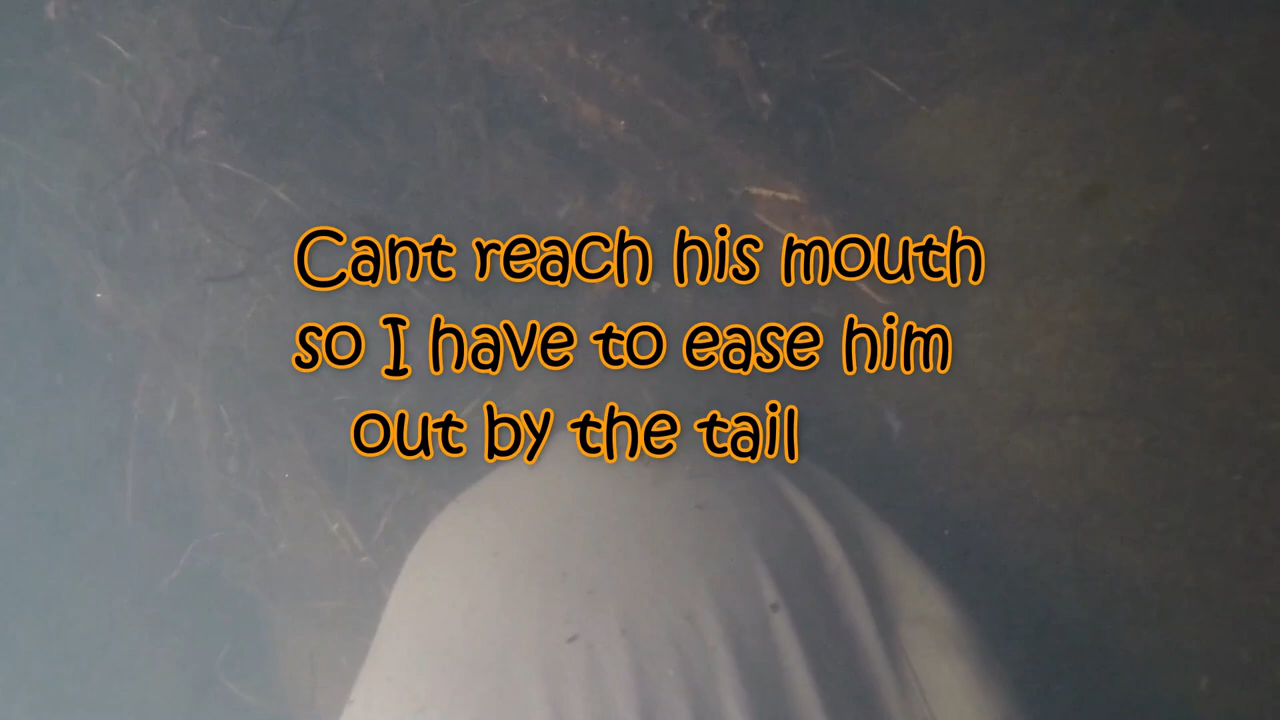 Cant reach his mouth
so I have to ease him
out by the tail